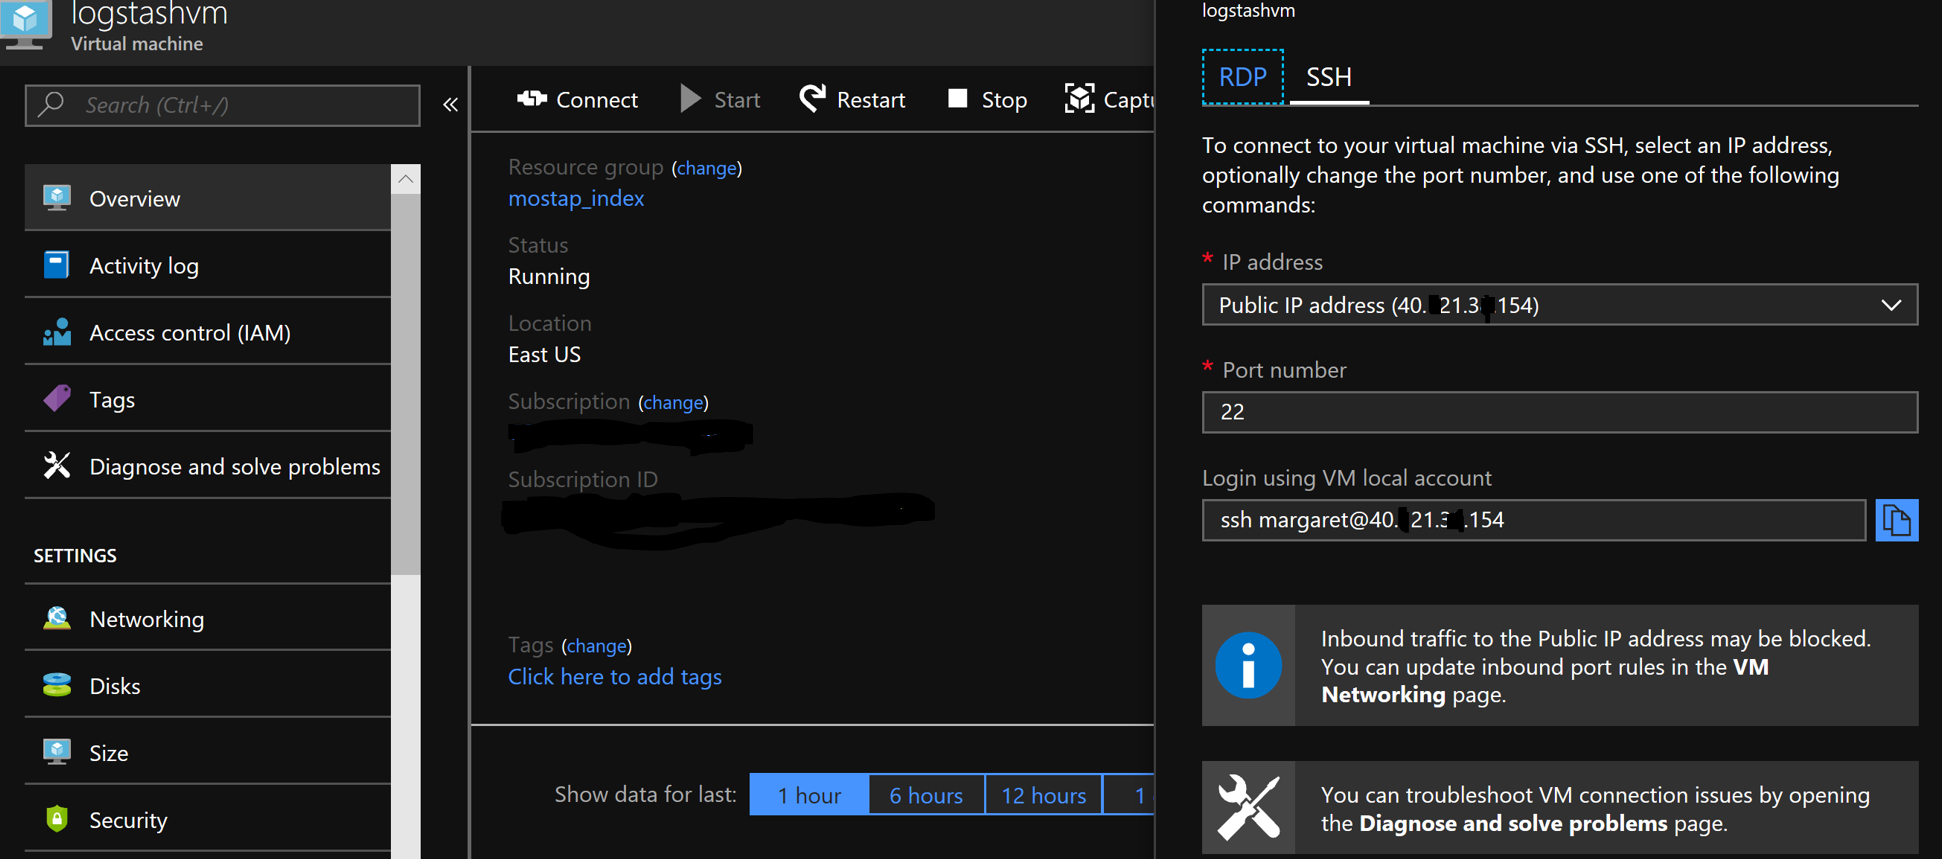 logstashvm
Virtual machine
Search (Ctrl+/)
«
Overview
Activity log
Access control (IAM)
Tags
Diagnose and solve problems
SETTINGS
Networking
Disks
Size
Security
Connect
Start
Restart
Stop
Captu
Resource group (change)
mostap_index
Status
Running
Location
East US
Subscription (change)
Subscription ID
Tags (change)
Click here to add tags
Show data for last:
1 hour
6 hours
12 hours
1
logstashvm
RDP
SSH
To connect to your virtual machine via SSH, select an IP address,
optionally change the port number, and use one of the following
commands:
* IP address
Public IP address (40. 21.3 .154)
* Port number
22
Login using VM local account
ssh margaret@40. 21.3 .154
Inbound traffic to the Public IP address may be blocked.
You can update inbound port rules in the VM
Networking page.
You can troubleshoot VM connection issues by opening
the Diagnose and solve problems page.